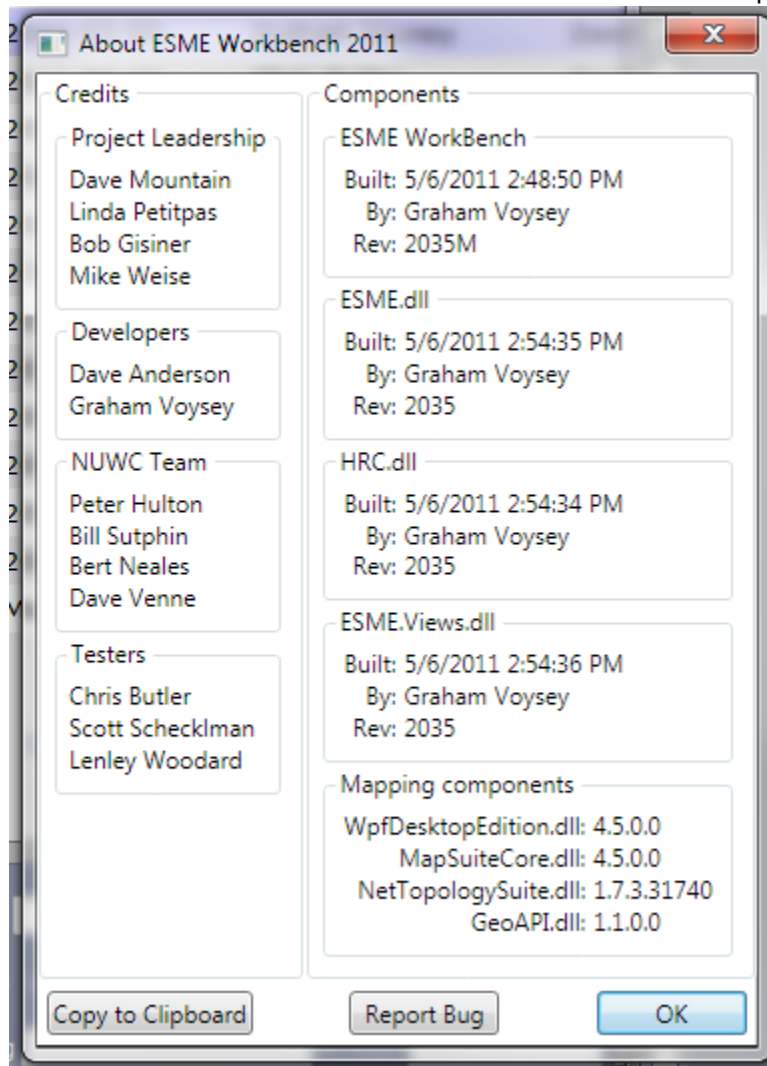 About ESME Workbench 2011
Credits
Project Leadership
Dave Mountain
Linda Petitpas
Bob Gisiner
Mike Weise
Developers
Dave Anderson
Graham Voysey
NUWC Team
Peter Hulton
Bill Sutphin
Bert Neales
Dave Venne
Testers
Chris Butler
Scott Schecklman
Lenley Woodard
Components
ESME WorkBench
Built: 5/6/2011 2:48:50 PM
By: Graham Voysey
Rev: 2035M
ESME.dll
Built: 5/6/2011 2:54:35 PM
By: Graham Voysey
Rev: 2035
HRC.dll
Built: 5/6/2011 2:54:34 PM
By: Graham Voysey
Rev: 2035
ESME.Views.dll
Built: 5/6/2011 2:54:36 PM
By: Graham Voysey
Rev: 2035
Mapping components
WpfDesktopEdition.dll: 4.5.0.0
MapSuiteCore.dll: 4.5.0.0
NetTopologySuite.dll: 1.7.3.31740
GeoAPI.dll: 1.1.0.0
Copy to Clipboard
Report Bug
OK